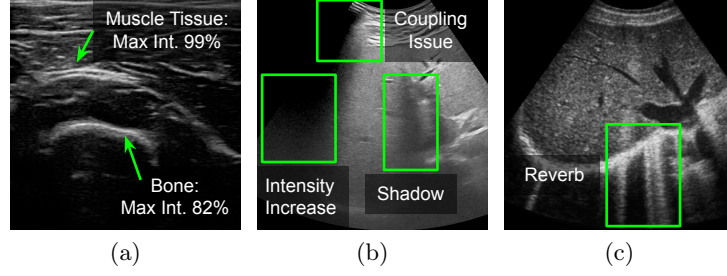 Muscle Tissue:
Max Int. 99%
Bone:
Max Int. 82%
(a)
Coupling
Issue
Intensity
Increase
Shadow
(b)
Reverb
(c)